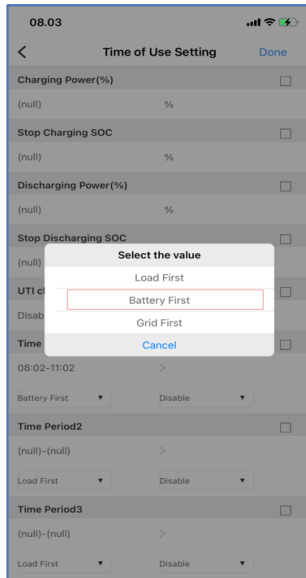 08.03
Time of Use Setting Done
Charging Power(%)
(null) %
Stop Charging SOC
(null) %
Discharging Power(%)
(null) %
Stop Discharging SOC
(null)
Select the value
Load First
UTI
Battery First
Disab
Grid First
Time
Cancel
08:02-11:02 >
Battery First ▼ Disable ▼
Time Period2
(null)-(null) >
Load First ▼ Disable ▼
Time Period3
(null)-(null) >
Load First ▼ Disable ▼